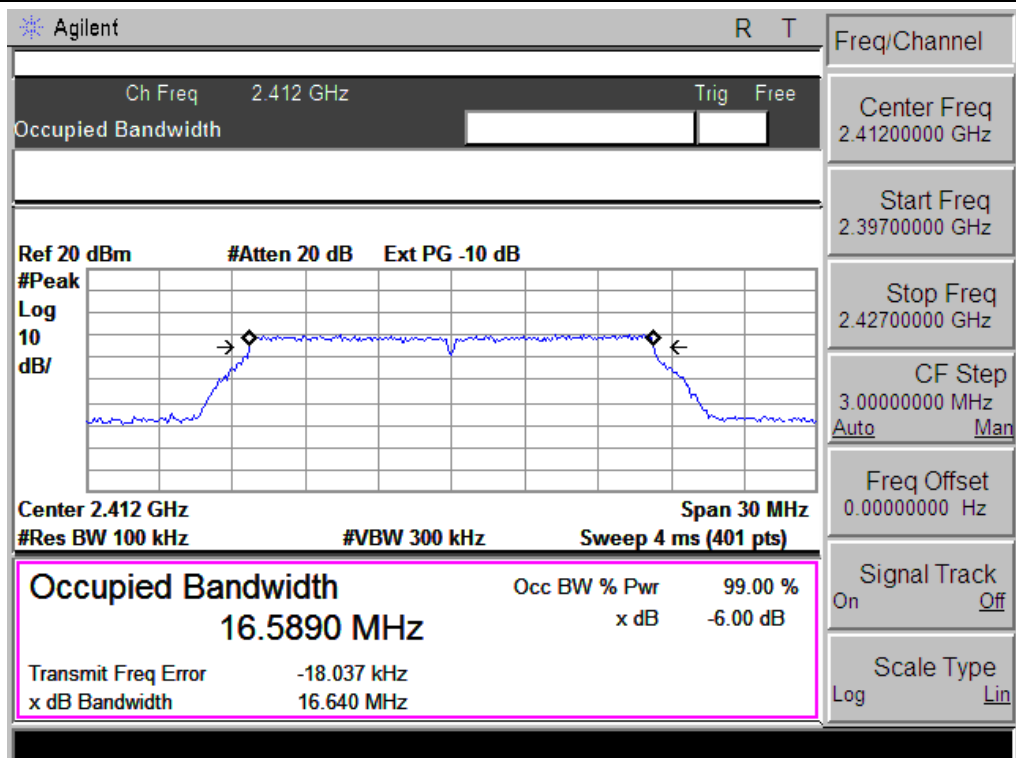 Agilent R T
Ch Freq 2.412 GHz Trig Free
Occupied Bandwidth
Ref 20 dBm #Atten 20 dB Ext PG -10 dB
#Peak
Log
10
dB/
Center 2.412 GHz Span 30 MHz
#Res BW 100 kHz #VBW 300 kHz Sweep 4 ms (401 pts)
Occupied Bandwidth
16.5890 MHz
Occ BW % Pwr 99.00 %
x dB -6.00 dB
Transmit Freq Error -18.037 kHz
x dB Bandwidth 16.640 MHz
Freq/Channel
Center Freq
2.41200000 GHz
Start Freq
2.39700000 GHz
Stop Freq
2.42700000 GHz
CF Step
3.00000000 MHz
Auto Man
Freq Offset
0.00000000 Hz
Signal Track
On Off
Scale Type
Log Lin